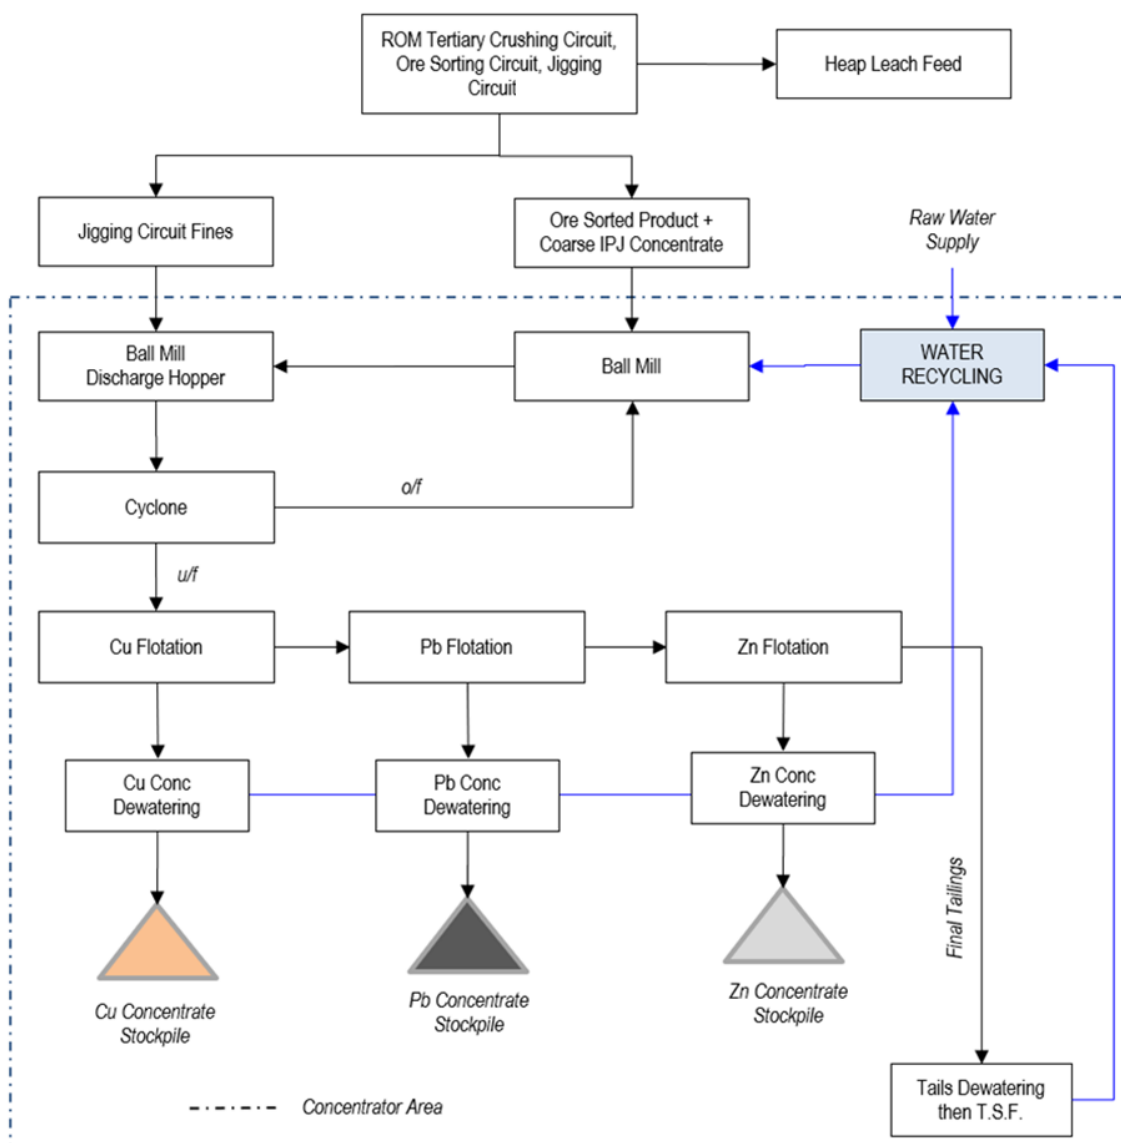 ROM Tertiary Crushing Circuit,
Ore Sorting Circuit, Jigging
Circuit
Heap Leach Feed
Jigging Circuit Fines
Ore Sorted Product +
Coarse IPJ Concentrate
Raw Water
Supply
Ball Mill
Discharge Hopper
Ball Mill
WATER
RECYCLING
Cyclone
o/f
u/f
Cu Flotation
Pb Flotation
Zn Flotation
Cu Conc
Dewatering
Pb Conc
Dewatering
Zn Conc
Dewatering
Final Tailings
Cu Concentrate
Stockpile
Pb Concentrate
Stockpile
Zn Concentrate
Stockpile
Tails Dewatering
then T.S.F.
Concentrator Area